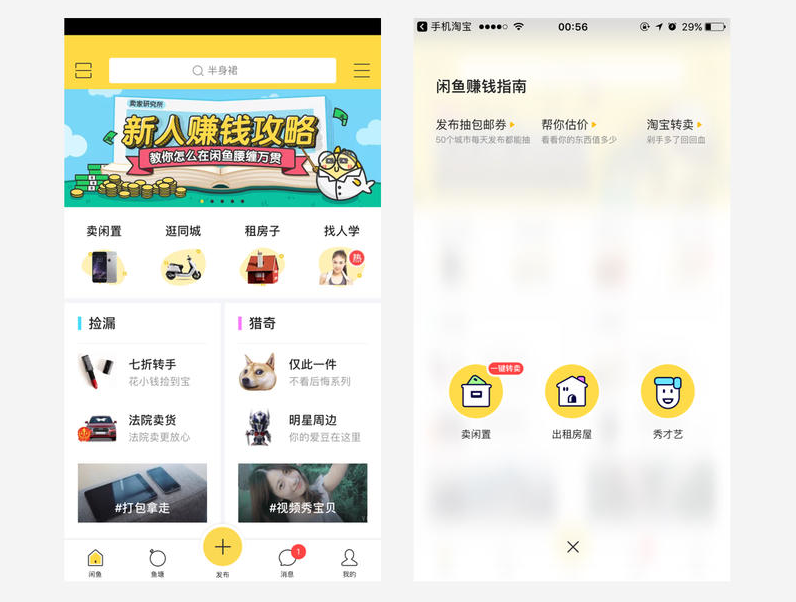 半身裙
卖家研究所
新人赚钱攻略
教你怎么在闲鱼腰缠万贯
卖闲置
逛同城
租房子
找人学
热
捡漏
猎奇
七折转手
花小钱捡到宝
仅此一件
不看后悔系列
法院卖货
法院卖更放心
明星周边
你的爱豆在这里
#打包拿走
#视频秀宝贝
闲鱼
鱼塘
发布
消息
1
我的
手机淘宝
00:56
29%
闲鱼赚钱指南
发布抽包邮券
帮你估价
淘宝转卖
50个城市每天发布都能抽
看看你的东西值多少
剁手多了回回血
一键转卖
卖闲置
出租房屋
秀才艺